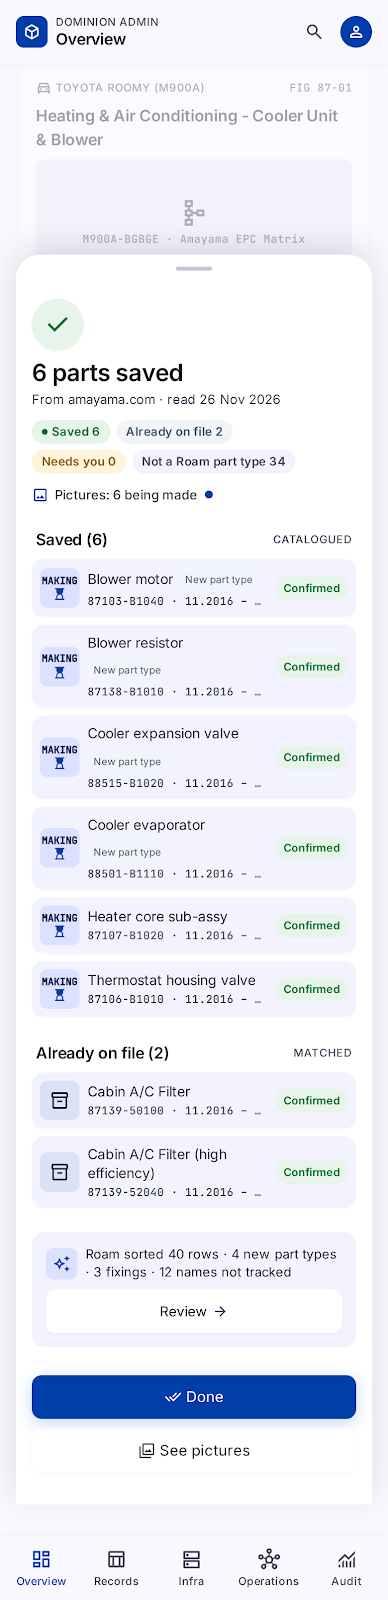 DOMINION ADMIN
Overview
TOYOTA ROOMY (M900A)
FIG 87-01
Heating & Air Conditioning - Cooler Unit
& Blower
M900A-BGBGE · Amayama EPC Matrix
6 parts saved
From amayama.com · read 26 Nov 2026
Saved 6
Already on file 2
Needs you 0
Not a Roam part type 34
Pictures: 6 being made
Saved (6)
CATALOGUED
MAKING
Blower motor
New part type
87103-B1040 · 11.2016 – …
Confirmed
MAKING
Blower resistor
New part type
87138-B1010 · 11.2016 – …
Confirmed
MAKING
Cooler expansion valve
New part type
88515-B1020 · 11.2016 – …
Confirmed
MAKING
Cooler evaporator
New part type
88501-B1110 · 11.2016 – …
Confirmed
MAKING
Heater core sub-assy
87107-B1020 · 11.2016 – …
Confirmed
MAKING
Thermostat housing valve
87106-B1010 · 11.2016 – …
Confirmed
Already on file (2)
MATCHED
Cabin A/C Filter
87139-50100 · 11.2016 – …
Confirmed
Cabin A/C Filter (high
efficiency)
87139-52040 · 11.2016 – …
Confirmed
Roam sorted 40 rows · 4 new part types
· 3 fixings · 12 names not tracked
Review →
Done
See pictures
Overview
Records
Infra
Operations
Audit